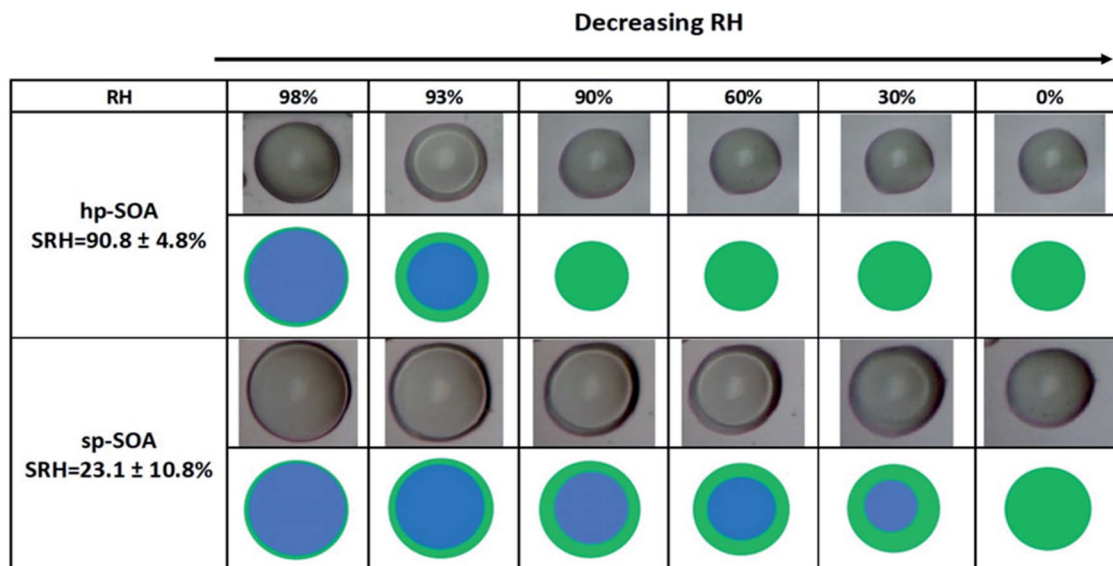 Decreasing RH
RH 98% 93% 90% 60% 30% 0%
hp-SOA
SRH=90.8 ± 4.8%
sp-SOA
SRH=23.1 ± 10.8%